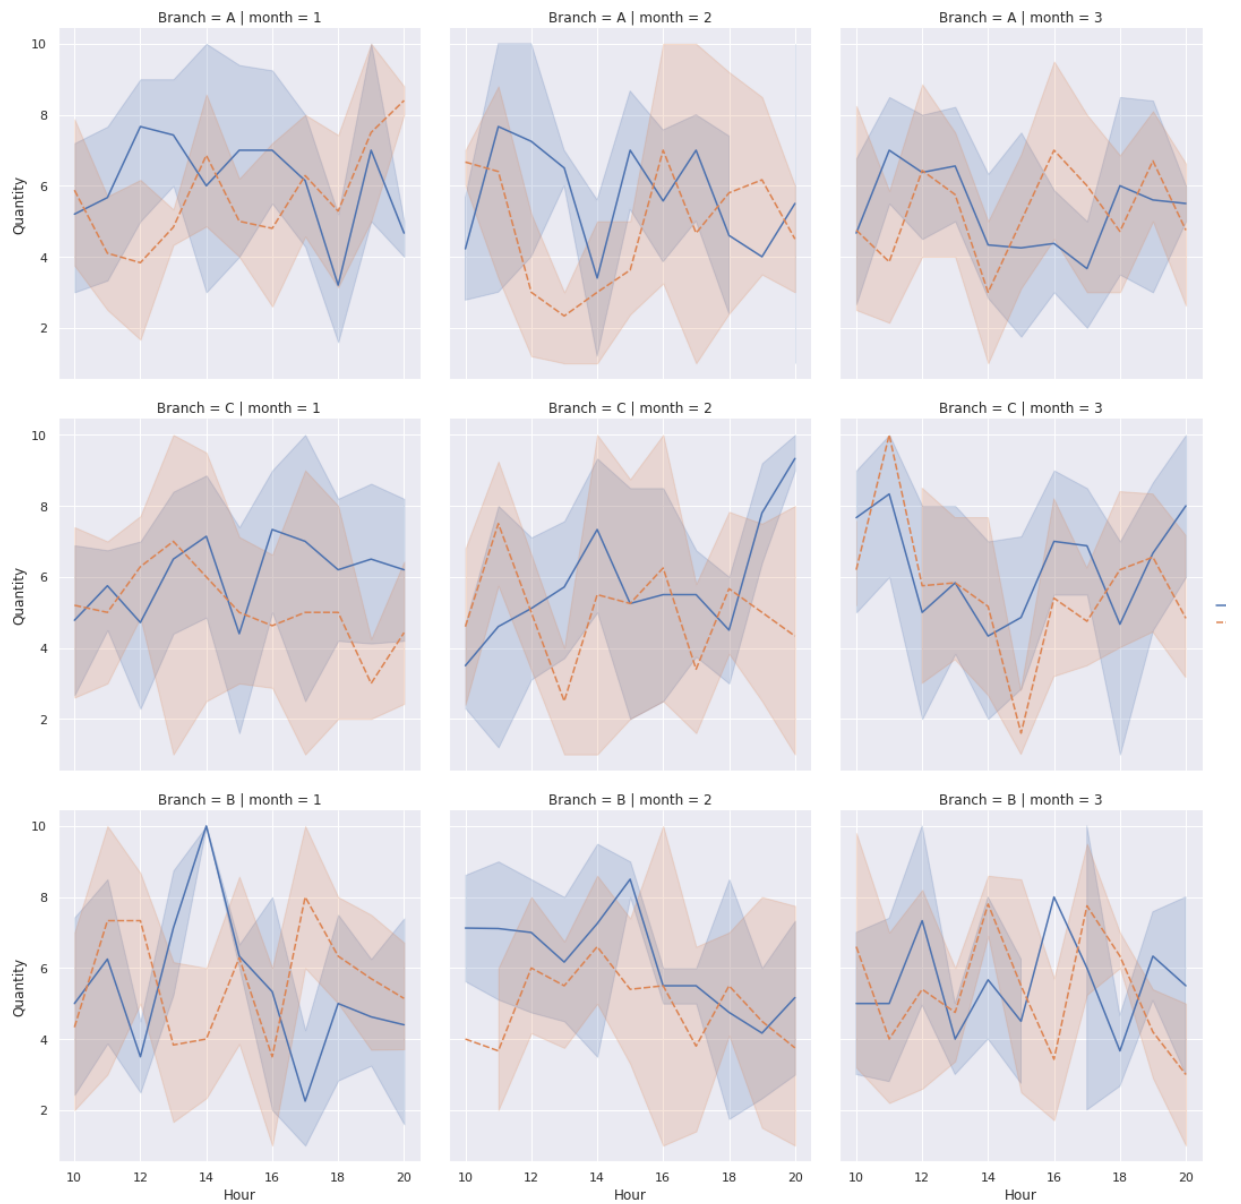 Branch = A | month = 1
Branch = A | month = 2
Branch = A | month = 3
10
8
6
4
2
Quantity
Branch = C | month = 1
Branch = C | month = 2
Branch = C | month = 3
10
8
6
4
2
Quantity
Branch = B | month = 1
Branch = B | month = 2
Branch = B | month = 3
10
8
6
4
2
Quantity
10 12 14 16 18 20
10 12 14 16 18 20
10 12 14 16 18 20
Hour
Hour
Hour